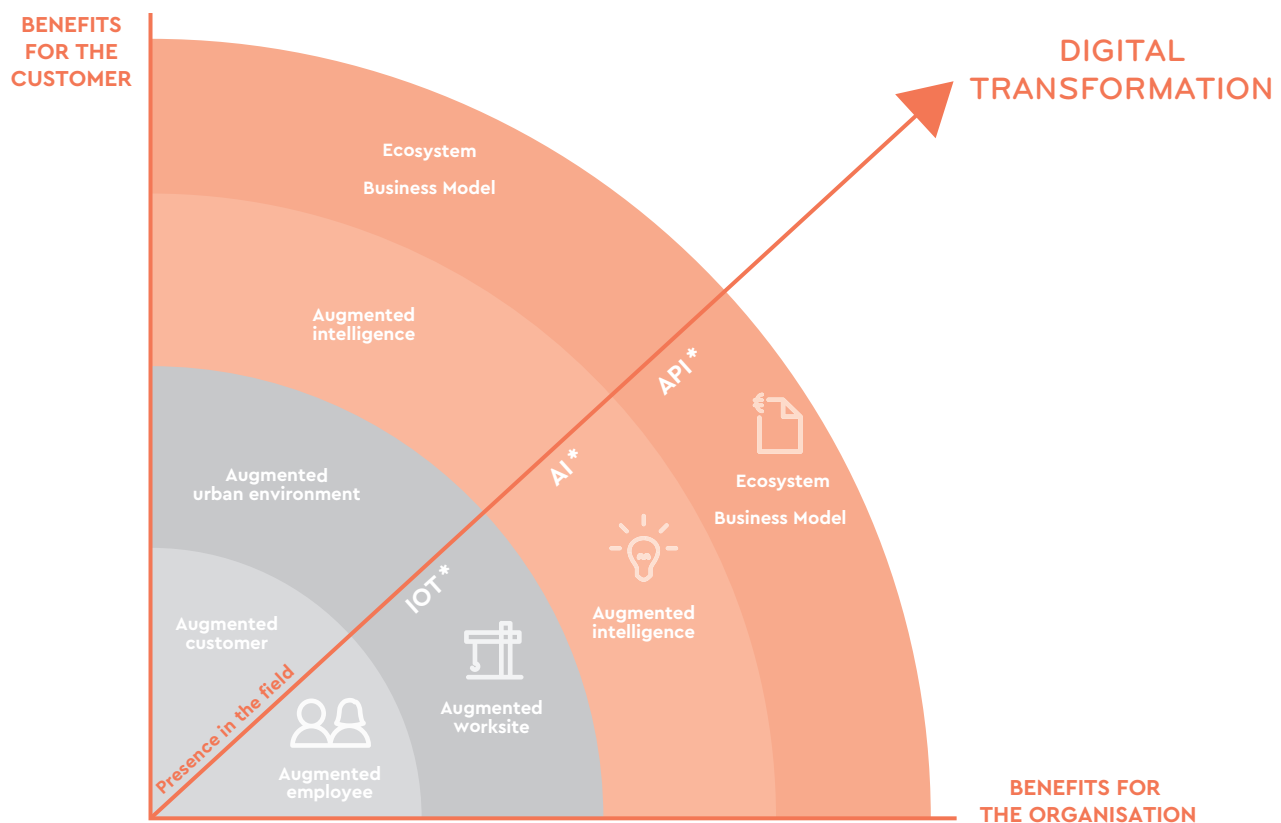 BENEFITS
FOR THE
CUSTOMER
DIGITAL
TRANSFORMATION
Ecosystem
Business Model
Augmented
intelligence
API*
Ecosystem
Business Model
AI*
Augmented
urban environment
IOT*
Augmented
intelligence
Augmented
customer
Presence in the field
Augmented
worksite
Augmented
employee
BENEFITS FOR
THE ORGANISATION